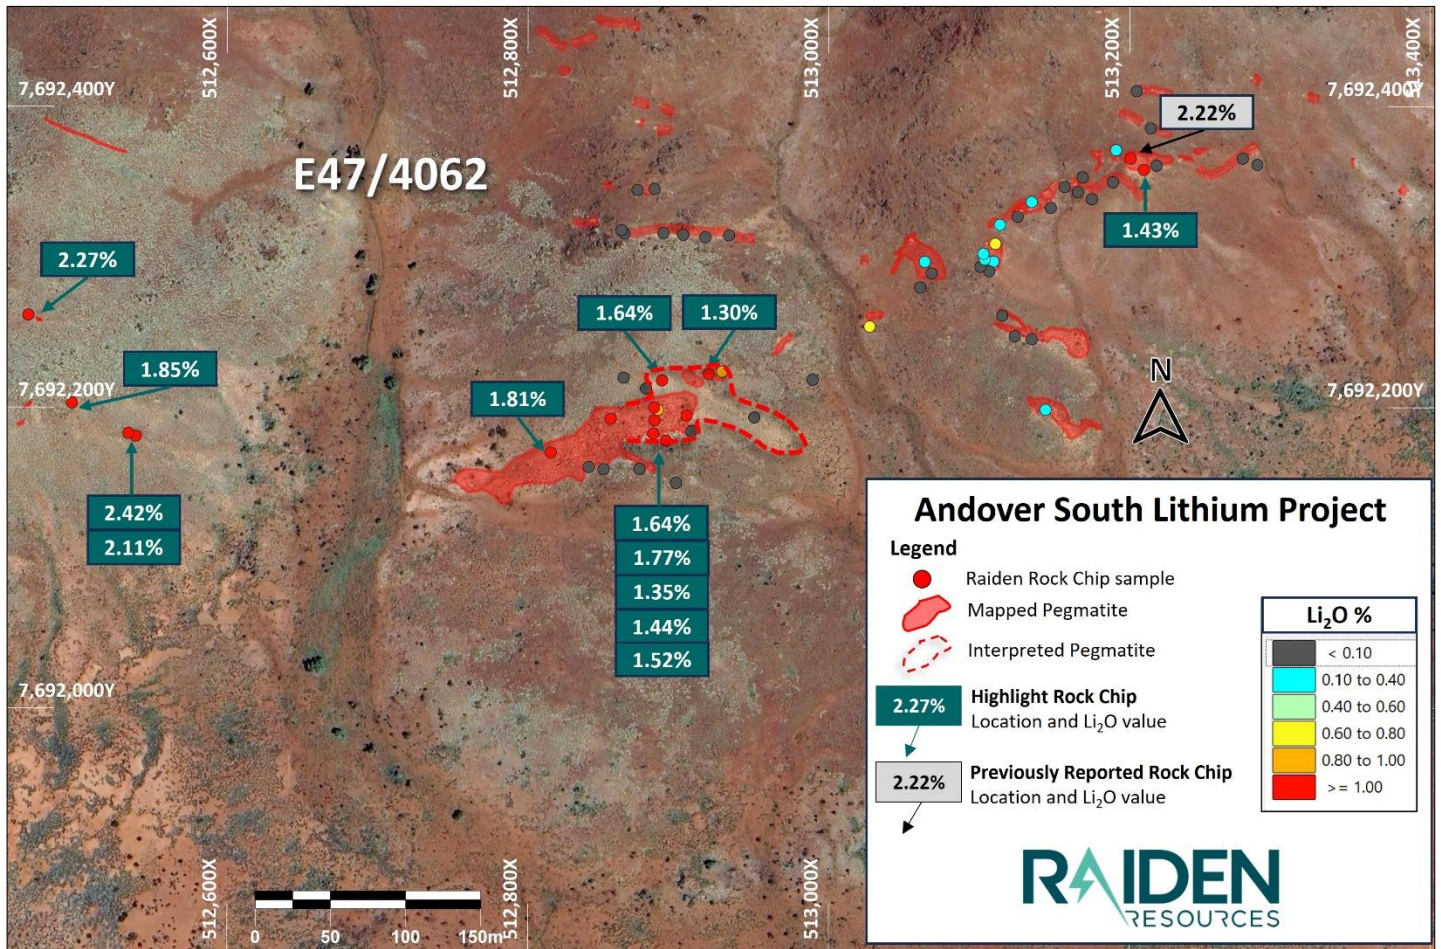 512,600X
512,800X
513,000X
513,200X
513,400X
7,692,400Y
7,692,400Y
2.22%
E47/4062
1.43%
2.27%
1.64%
1.30%
1.85%
7,692,200Y
7,692,200Y
1.81%
N
2.42%
2.11%
1.64%
1.77%
1.35%
1.44%
1.52%
7,692,000Y
Andover South Lithium Project
Legend
Raiden Rock Chip sample
Mapped Pegmatite
Interpreted Pegmatite
2.27%
Highlight Rock Chip
Location and Li₂O value
2.22%
Previously Reported Rock Chip
Location and Li₂O value
Li₂O %
< 0.10
0.10 to 0.40
0.40 to 0.60
0.60 to 0.80
0.80 to 1.00
>= 1.00
RAIDEN
RESOURCES
512,600X
512,800X
513,000X
0 50 100 150m